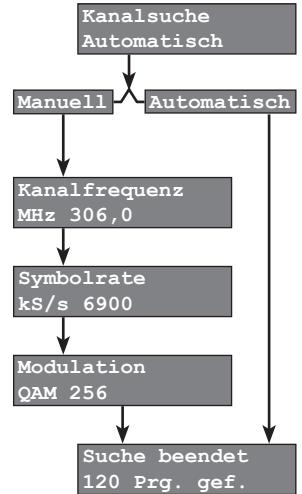 Kanalsuche
Automatisch
Manuell
Automatisch
Kanalfrequenz
MHz 306,0
Symbolrate
kS/s 6900
Modulation
QAM 256
Suche beendet
120 Prg. gef.